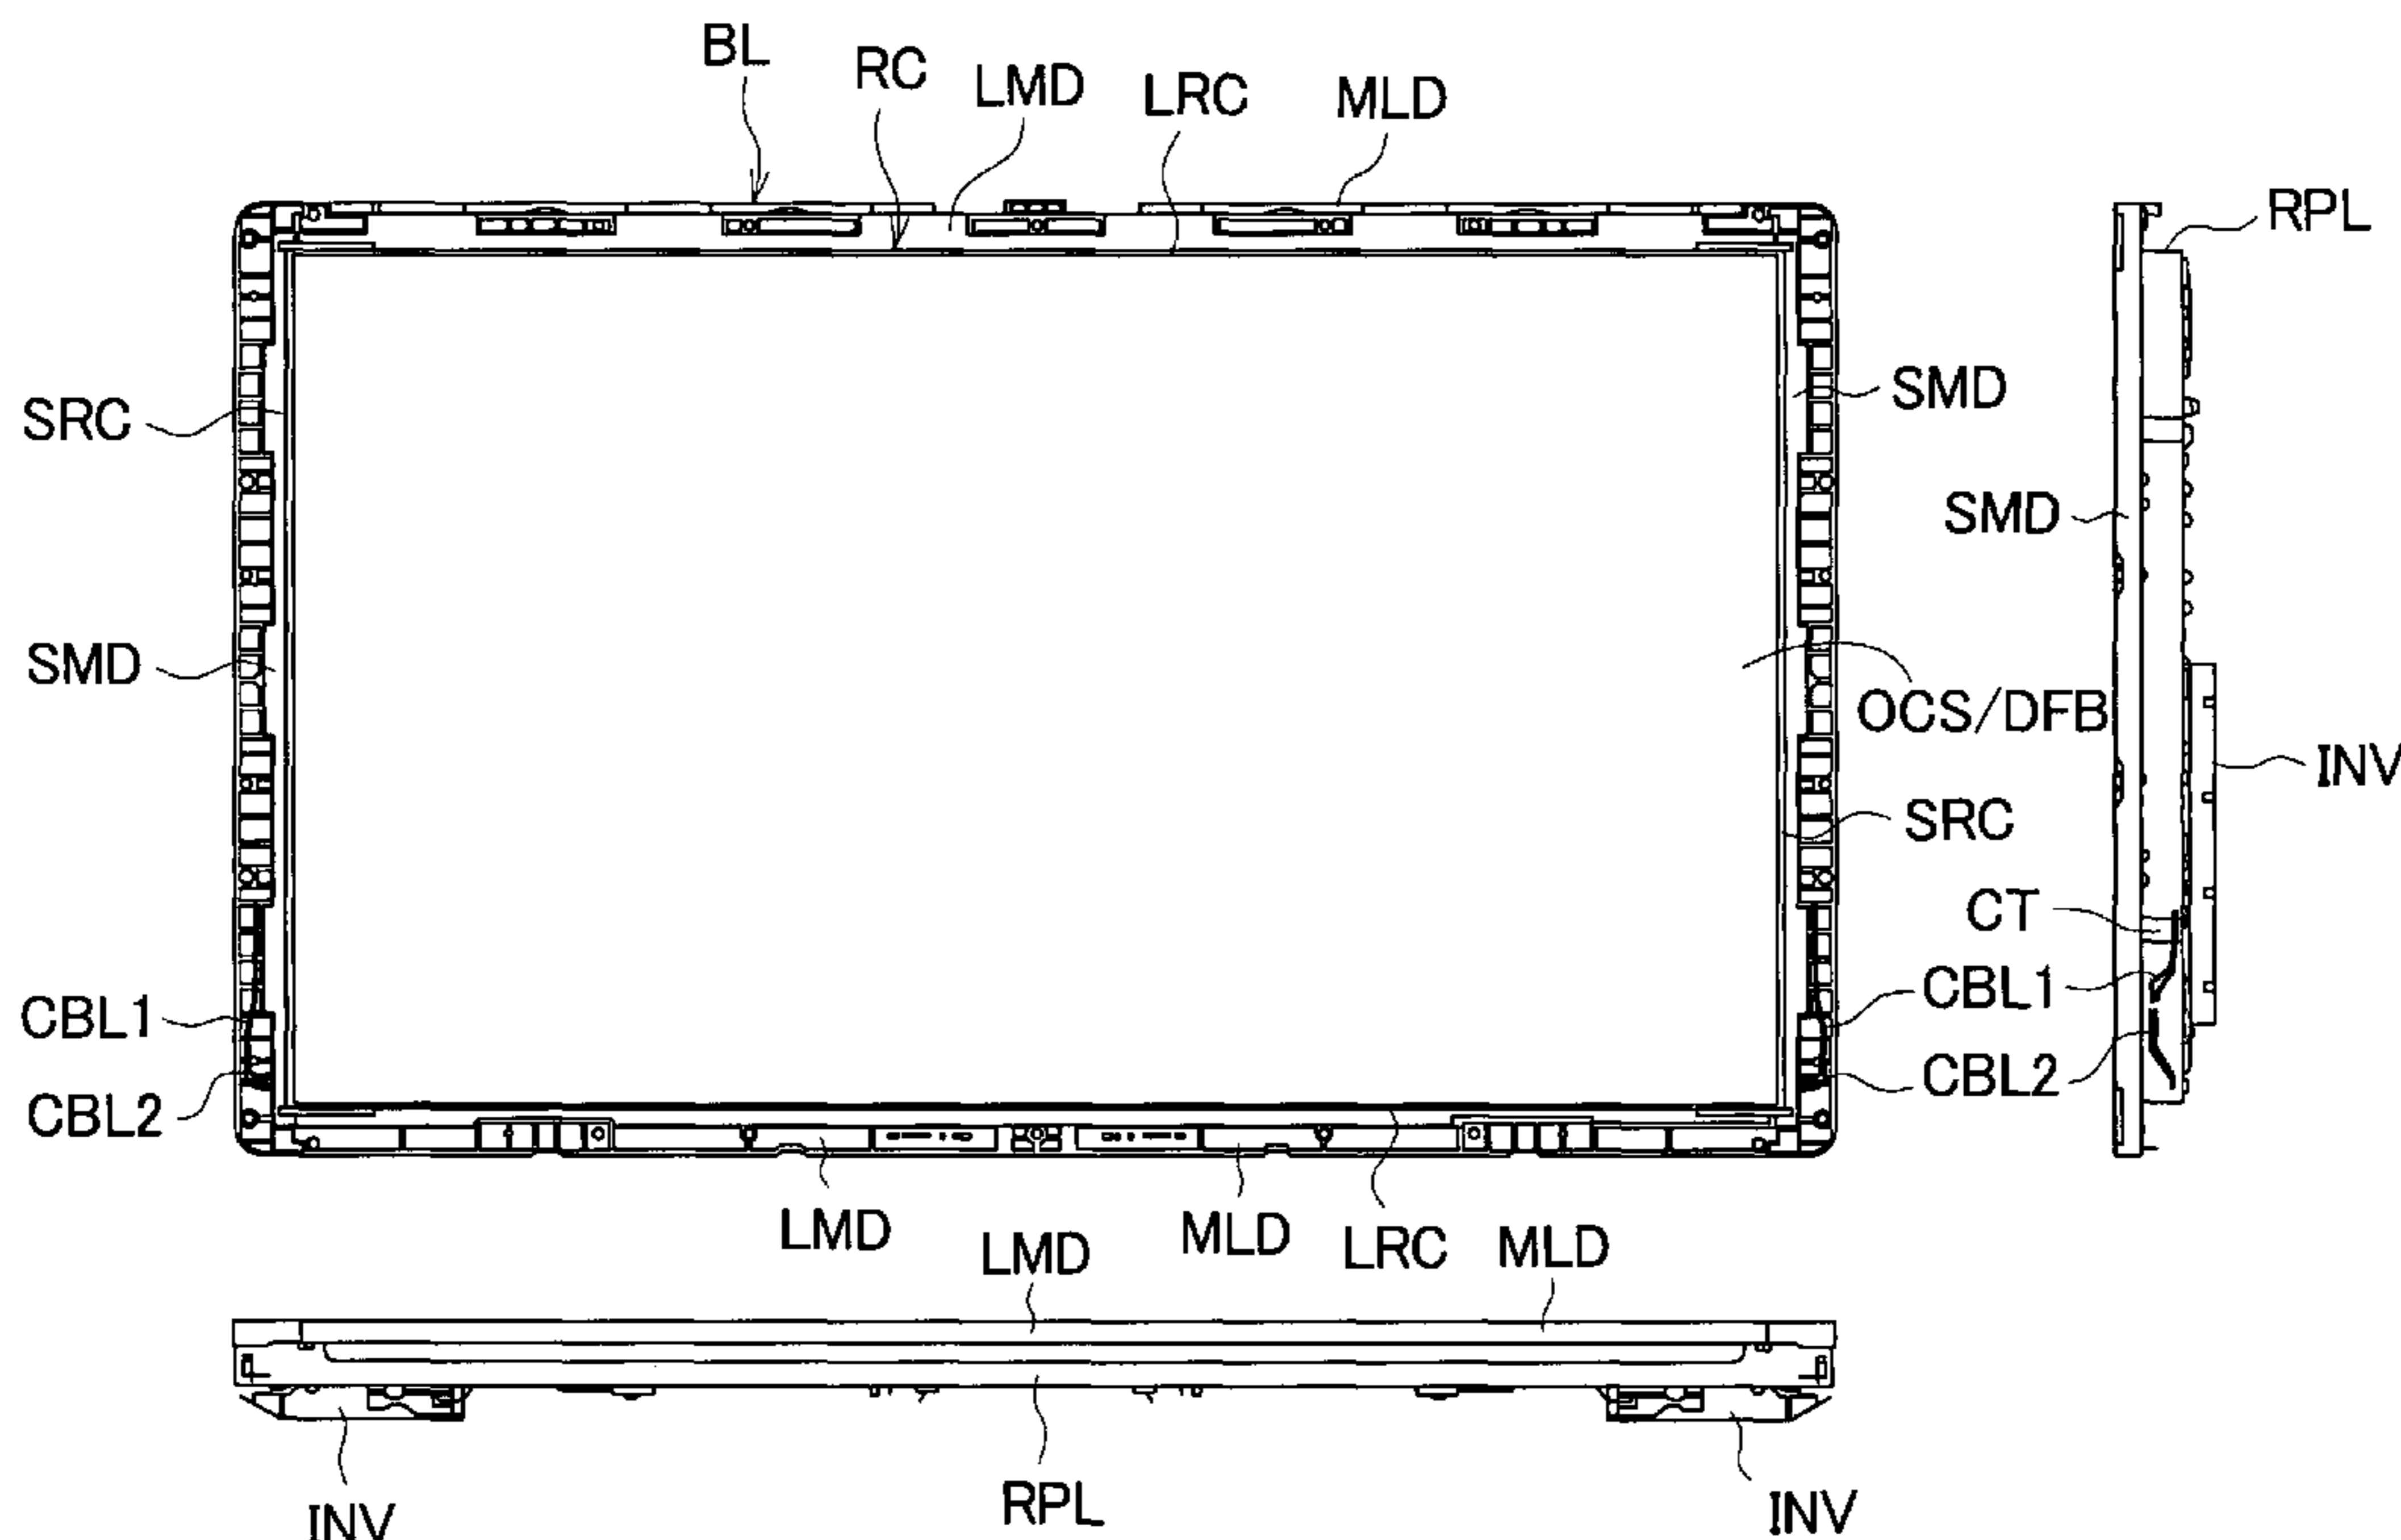 BL
RC
LMD
LRC
MLD
RPL
SRC
SMD
SMD
SMD
OCS/DFB
INV
SRC
CT
CBL1
CBL1
CBL2
CBL2
LMD
MLD
LRC
LMD
MLD
INV
RPL
INV